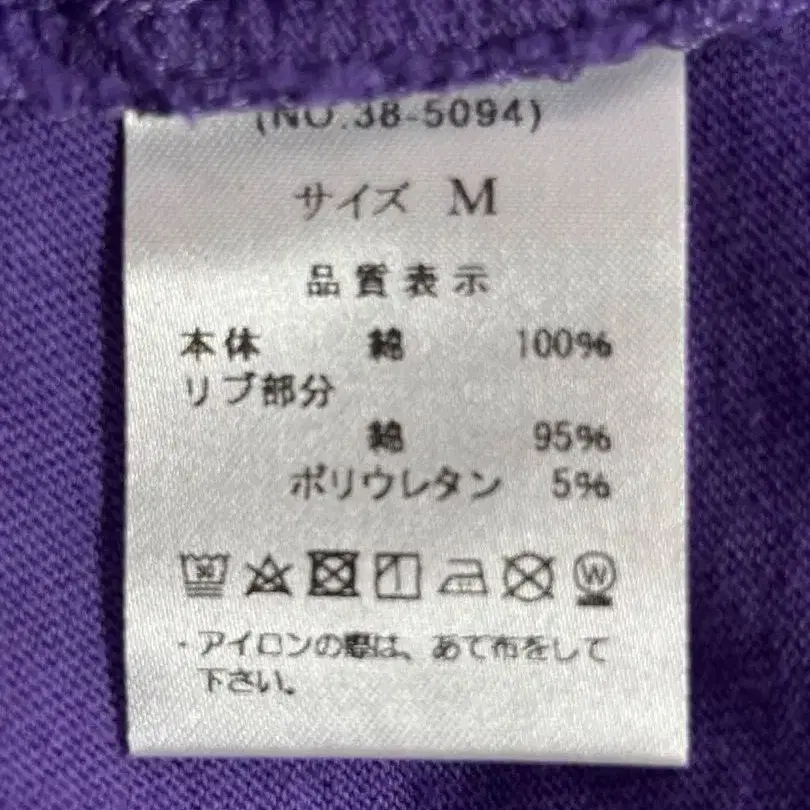 (NO.38-5094)
サイズ M
品質表示
本体 綿 100%
リブ部分
綿 95%
ポリウレタン 5%
W
・アイロンの際は、あて布をして
下さい。